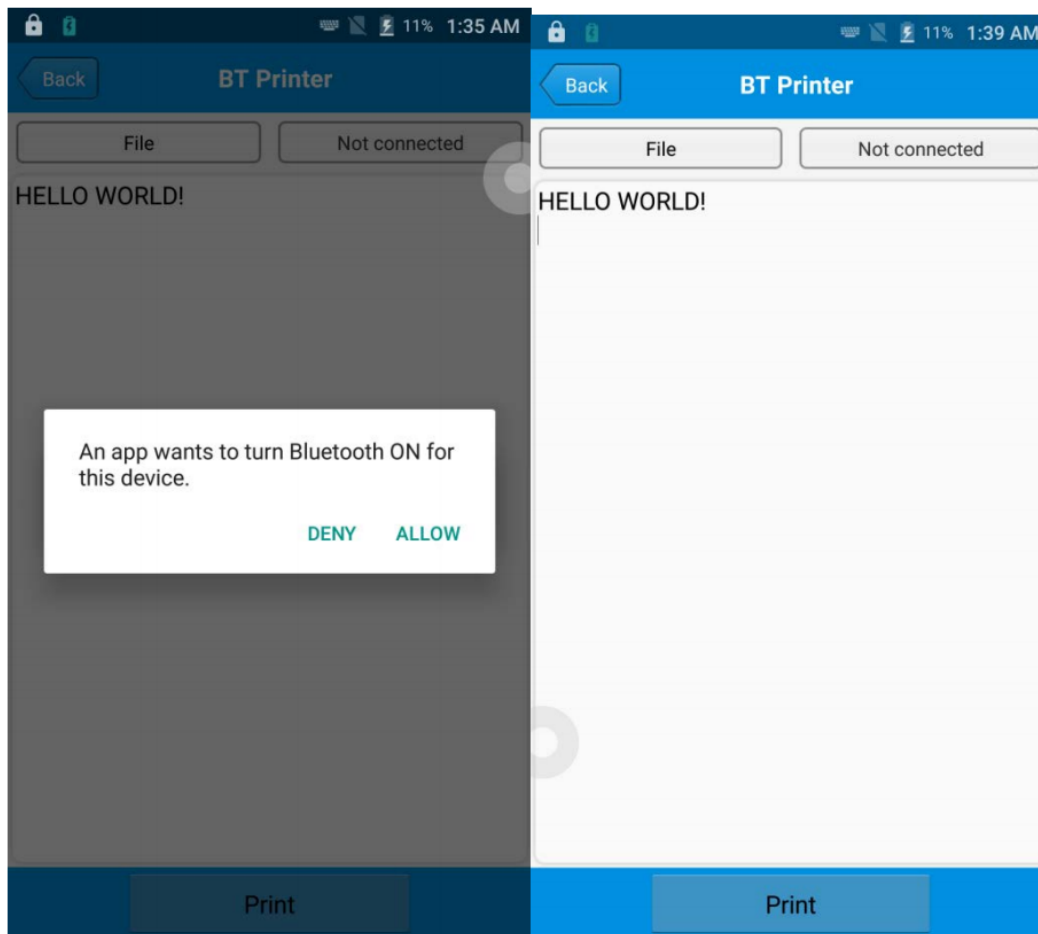 11% 1:35 AM
Back BT Printer
File Not connected
HELLO WORLD!
An app wants to turn Bluetooth ON for
this device.
DENY ALLOW
Print
11% 1:39 AM
Back BT Printer
File Not connected
HELLO WORLD!
Print